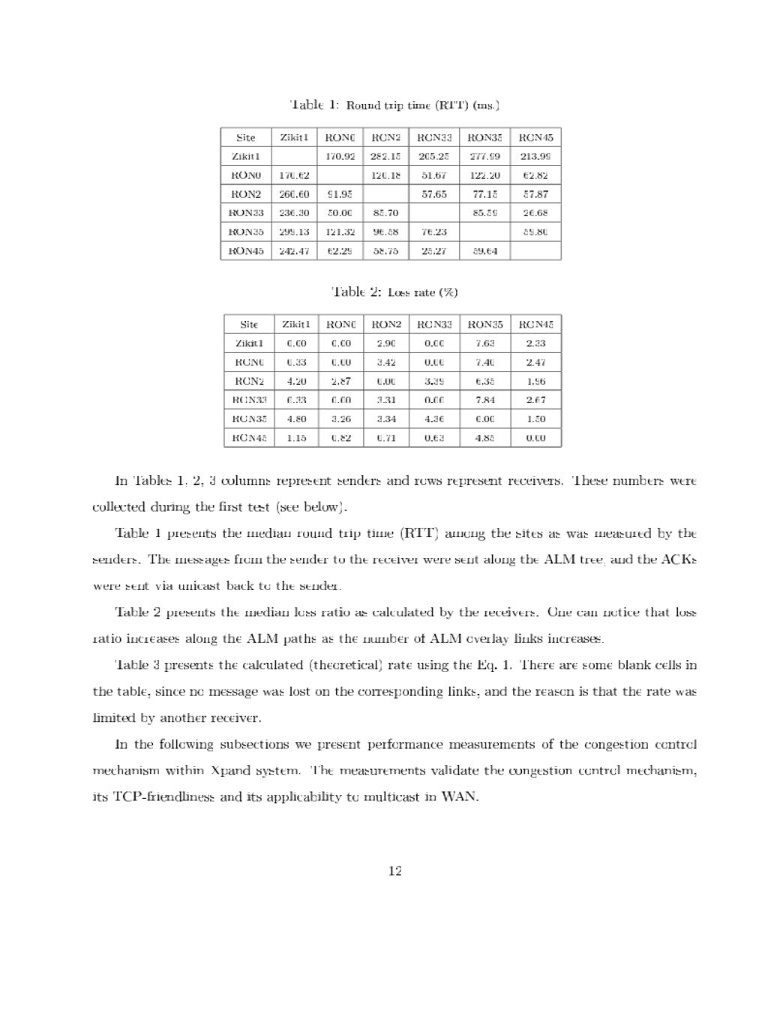 Table 1: Round trip time (RTT) (ms.)
Site Zikit1 RON6 RON2 RON33 RON35 RON45
Zikit1 170.92 282.15 265.25 277.99 213.99
RON6 170.62 120.18 51.67 122.20 62.82
RON2 260.60 91.95 57.65 77.15 57.87
RON33 236.30 50.06 85.70 85.59 26.68
RON35 299.13 121.32 96.58 76.23 59.80
RON45 242.47 62.29 58.75 25.27 59.64
Table 2: Loss rate (%)
Site Zikit1 RON6 RON2 RON33 RON35 RON45
Zikit1 0.00 0.00 2.90 0.00 7.63 2.33
RON6 0.33 0.00 3.42 0.00 7.40 2.47
RON2 4.20 2.87 0.00 3.39 6.35 1.96
RON33 0.33 0.00 3.31 0.00 7.84 2.67
RON35 4.80 3.26 3.34 4.36 0.00 1.50
RON45 1.15 0.82 0.71 0.63 4.85 0.00
In Tables 1, 2, 3 columns represent senders and rows represent receivers. These numbers were
collected during the first test (see below).
Table 1 presents the median round trip time (RTT) among the sites as was measured by the
senders. The messages from the sender to the receiver were sent along the ALM tree, and the ACKs
were sent via unicast back to the sender.
Table 2 presents the median loss ratio as calculated by the receivers. One can notice that loss
ratio increases along the ALM paths as the number of ALM overlay links increases.
Table 3 presents the calculated (theoretical) rate using the Eq. 1. There are some blank cells in
the table, since no message was lost on the corresponding links, and the reason is that the rate was
limited by another receiver.
In the following subsections we present performance measurements of the congestion control
mechanism within Xpand system. The measurements validate the congestion control mechanism,
its TCP-friendliness and its applicability to multicast in WAN.
12